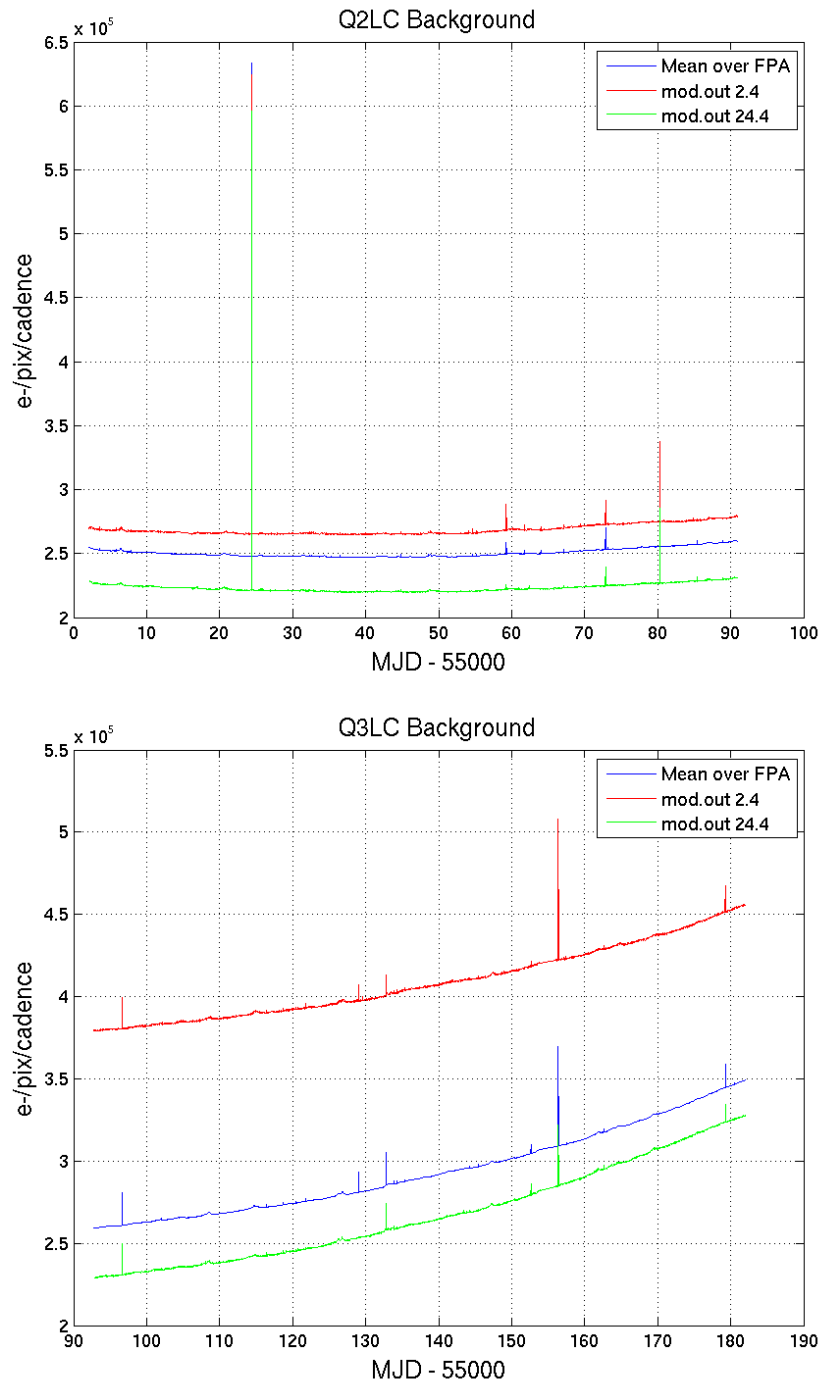 Q2LC Background
x 10⁵
6.5
6
5.5
5
4.5
4
3.5
3
2.5
2
e-/pix/cadence
Mean over FPA
mod.out 2.4
mod.out 24.4
0 10 20 30 40 50 60 70 80 90 100
MJD - 55000
Q3LC Background
x 10⁵
5.5
5
4.5
4
3.5
3
2.5
2
e-/pix/cadence
Mean over FPA
mod.out 2.4
mod.out 24.4
90 100 110 120 130 140 150 160 170 180 190
MJD - 55000